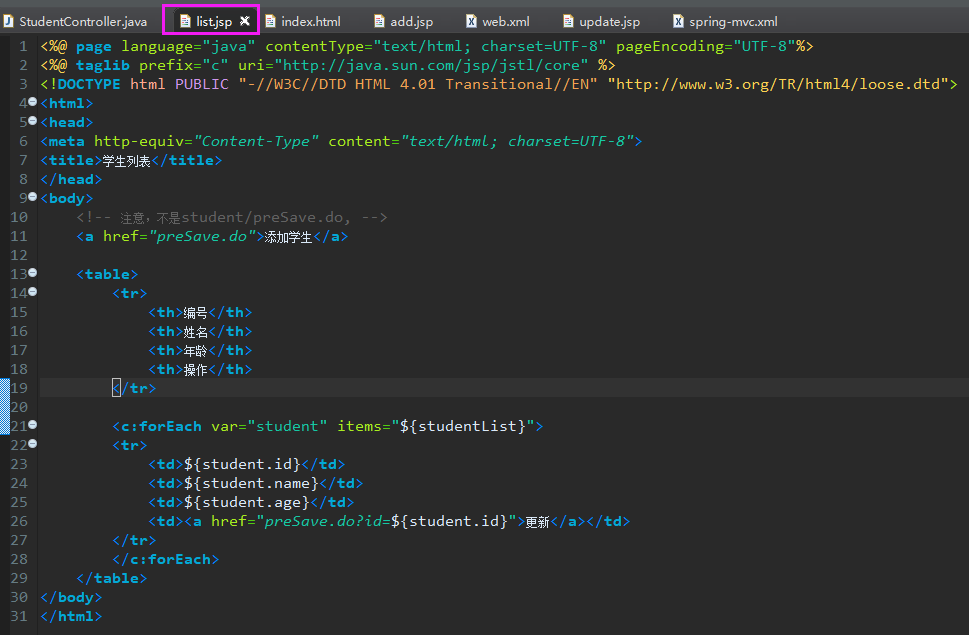 StudentController.java list.jsp index.html add.jsp web.xml update.jsp spring-mvc.xml
1 <%@ page language="java" contentType="text/html; charset=UTF-8" pageEncoding="UTF-8"%>
2 <%@ taglib prefix="c" uri="http://java.sun.com/jsp/jstl/core" %>
3 <!DOCTYPE html PUBLIC "-//W3C//DTD HTML 4.01 Transitional//EN" "http://www.w3.org/TR/html4/loose.dtd">
4 <html>
5 <head>
6 <meta http-equiv="Content-Type" content="text/html; charset=UTF-8">
7 <title>学生列表</title>
8 </head>
9 <body>
10 <!-- 注意，不是student/preSave.do, -->
11 <a href="preSave.do">添加学生</a>
12
13 <table>
14 <tr>
15 <th>编号</th>
16 <th>姓名</th>
17 <th>年龄</th>
18 <th>操作</th>
19 </tr>
20
21 <c:forEach var="student" items="${studentList}">
22 <tr>
23 <td>${student.id}</td>
24 <td>${student.name}</td>
25 <td>${student.age}</td>
26 <td><a href="preSave.do?id=${student.id}">更新</a></td>
27 </tr>
28 </c:forEach>
29 </table>
30 </body>
31 </html>